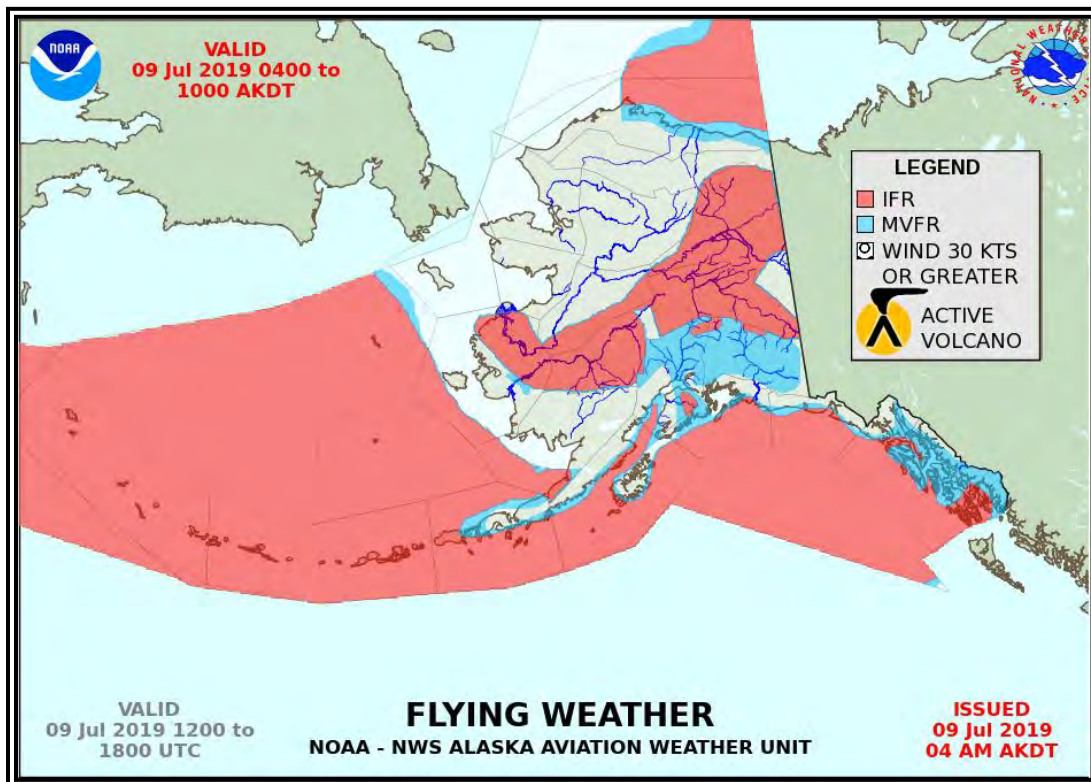 NOAA
VALID
09 Jul 2019 0400 to
1000 AKDT
NATIONAL WEATHER
LEGEND
IFR
MVFR
WIND 30 KTS
OR GREATER
ACTIVE
VOLCANO
VALID
09 Jul 2019 1200 to
1800 UTC
FLYING WEATHER
NOAA - NWS ALASKA AVIATION WEATHER UNIT
ISSUED
09 Jul 2019
04 AM AKDT